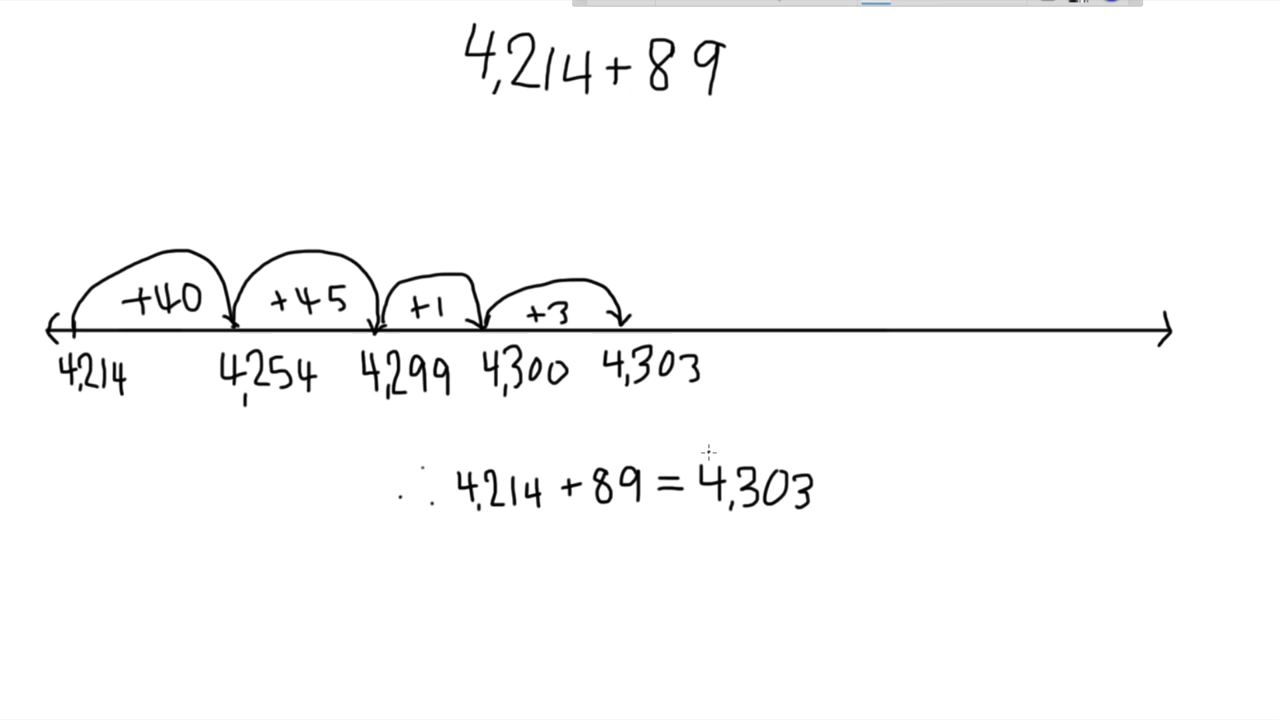 4,214 + 89
+40 +45 +1 +3
4,214 4,254 4,299 4,300 4,303
∴ 4,214 + 89 = 4,303